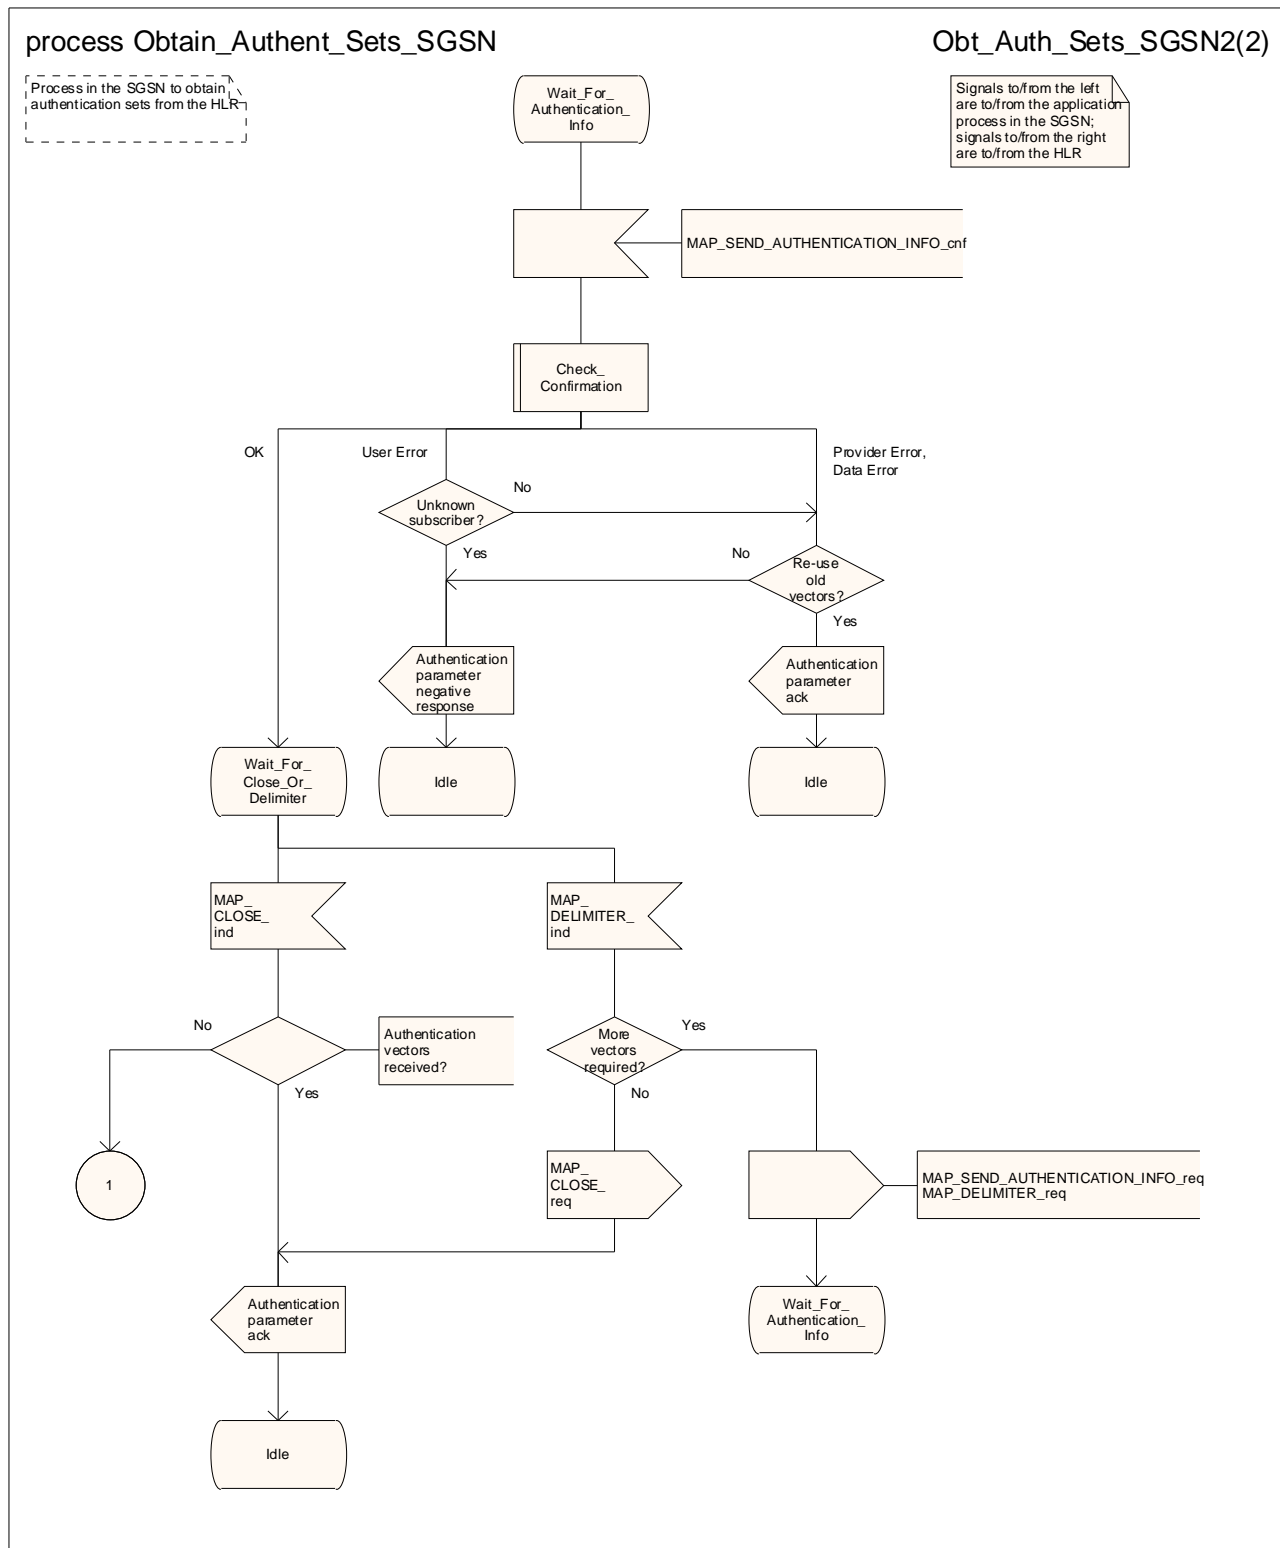 process Obtain_Authent_Sets_SGSN
Obt_Auth_Sets_SGSN2(2)
Process in the SGSN to obtain
authentication sets from the HLR
Wait_For_
Authentication_
Info
Signals to/from the left
are to/from the application
process in the SGSN;
signals to/from the right
are to/from the HLR
MAP_SEND_AUTHENTICATION_INFO_cnf
Check_
Confirmation
OK
User Error
Provider Error,
Data Error
Unknown
subscriber?
No
Yes
No
Re-use
old
vectors?
Yes
Authentication
parameter
negative
response
Authentication
parameter
ack
Wait_For_
Close_Or_
Delimiter
Idle
Idle
MAP_
CLOSE_
ind
MAP_
DELIMITER_
ind
No
Authentication
vectors
received?
Yes
More
vectors
required?
Yes
No
1
MAP_
CLOSE_
req
MAP_SEND_AUTHENTICATION_INFO_req
MAP_DELIMITER_req
Authentication
parameter
ack
Wait_For_
Authentication_
Info
Idle